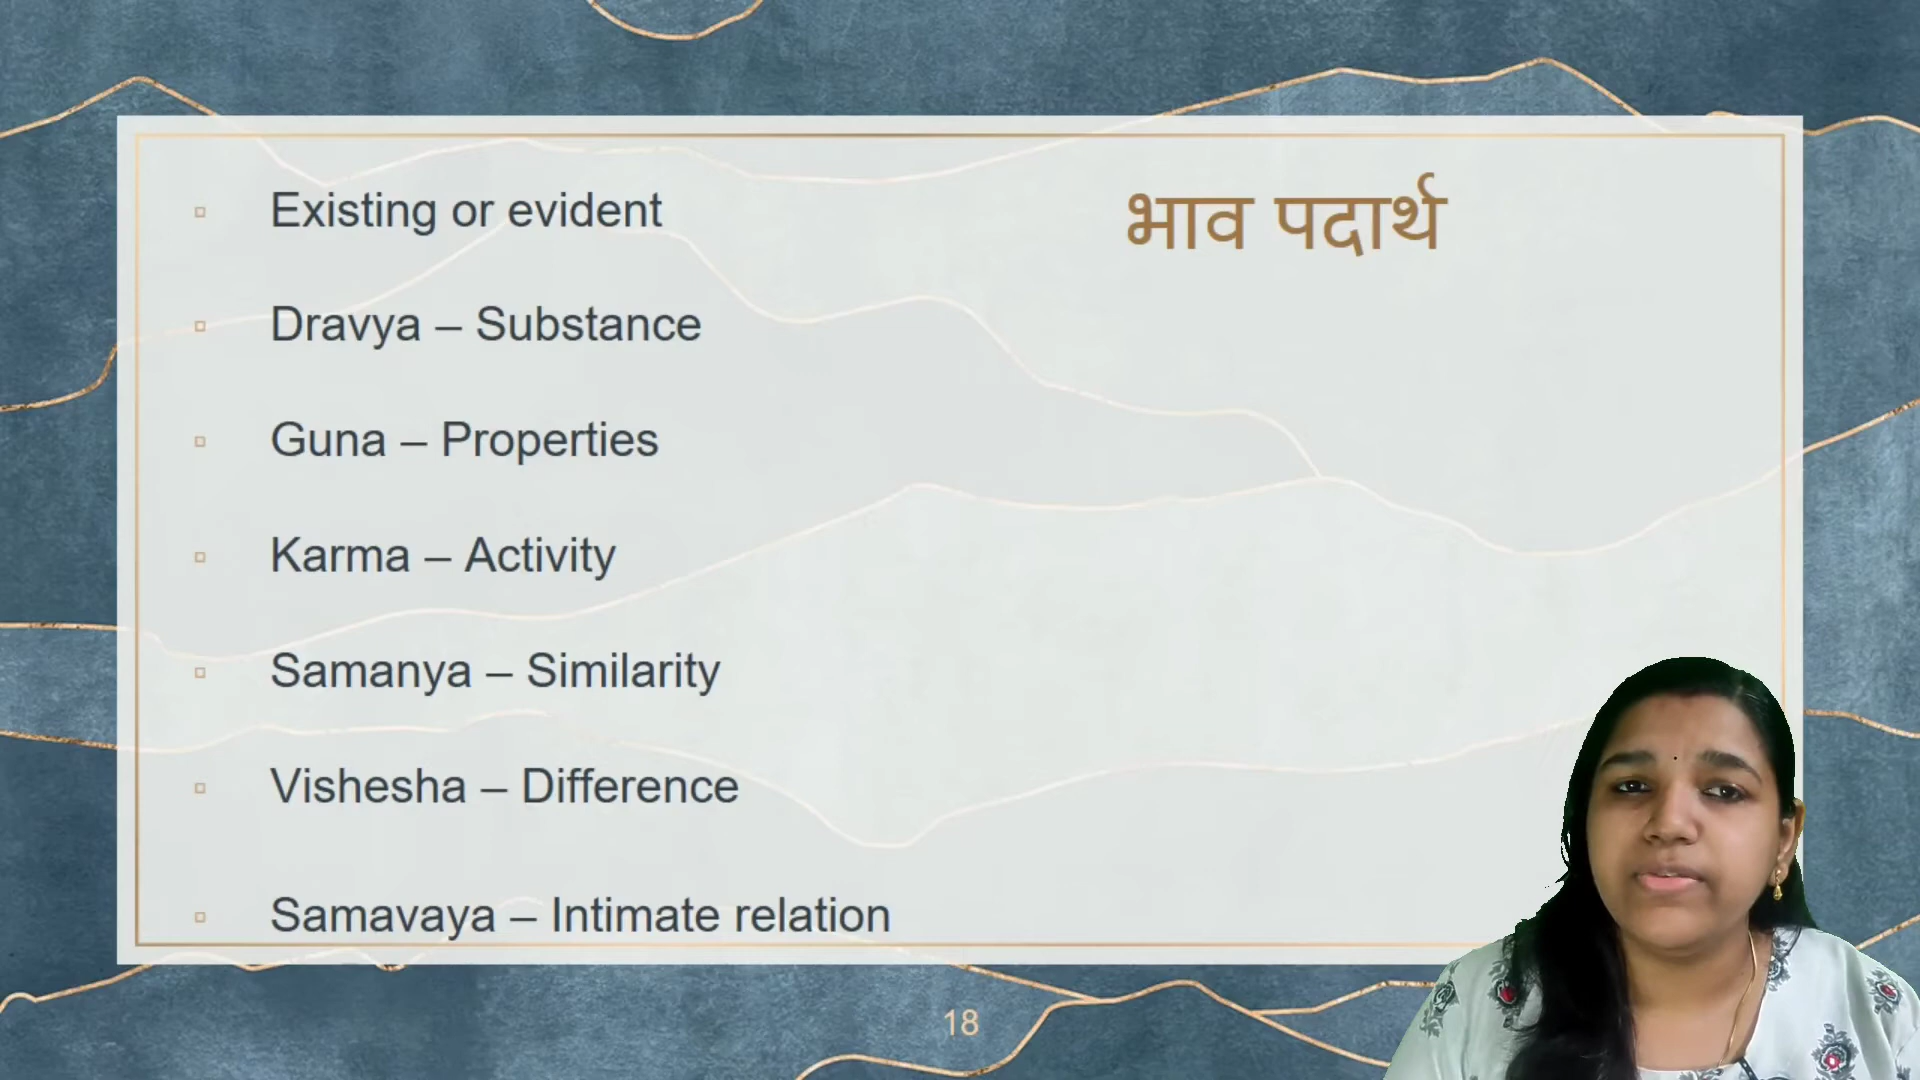 भाव पदार्थ
Existing or evident
Dravya – Substance
Guna – Properties
Karma – Activity
Samanya – Similarity
Vishesha – Difference
Samavaya – Intimate relation
18